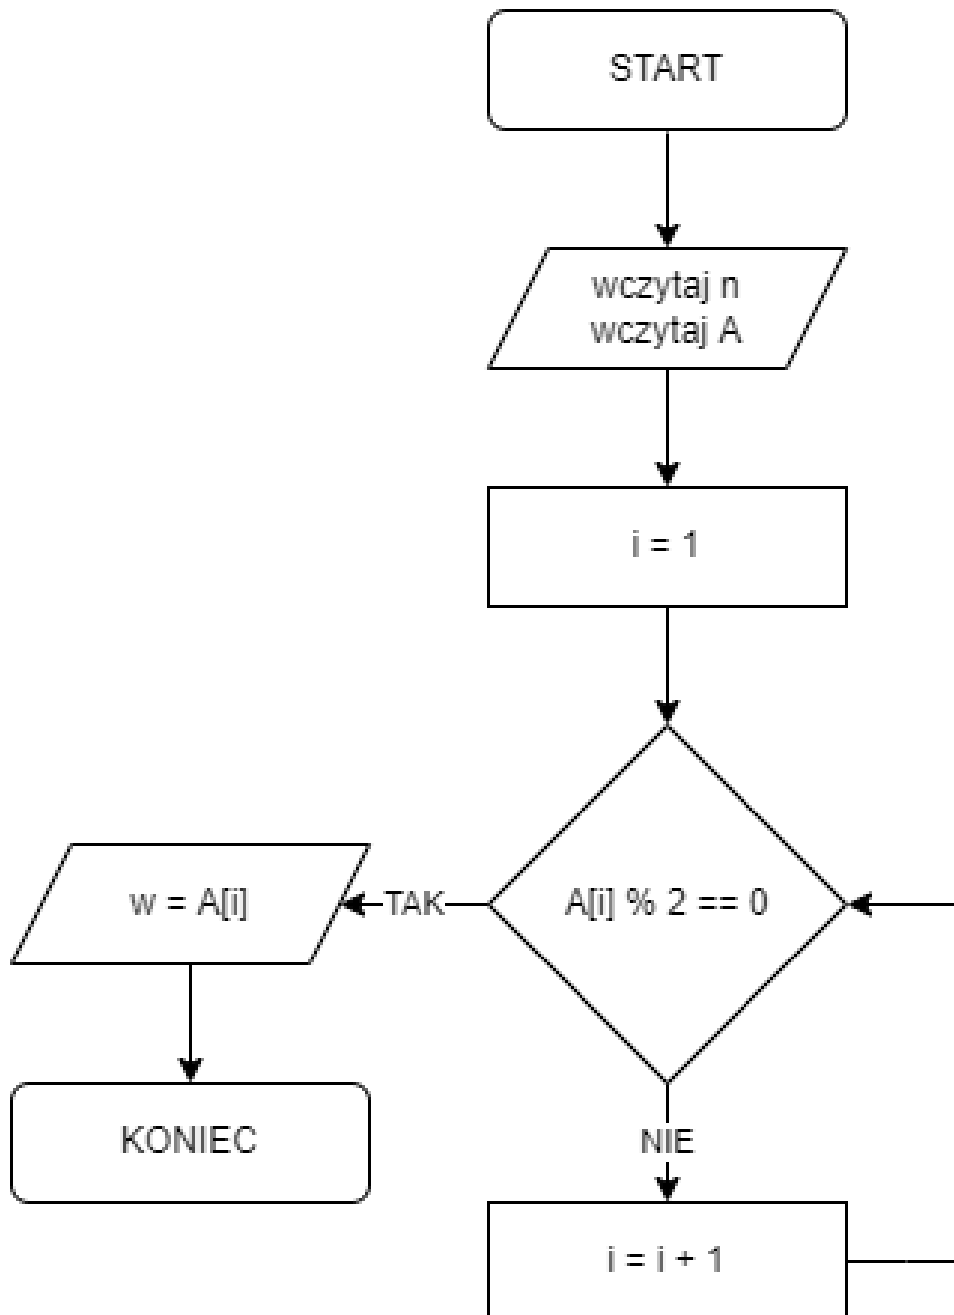 START
wczytaj n
wczytaj A
i = 1
A[i] % 2 == 0
TAK
w = A[i]
KONIEC
NIE
i = i + 1